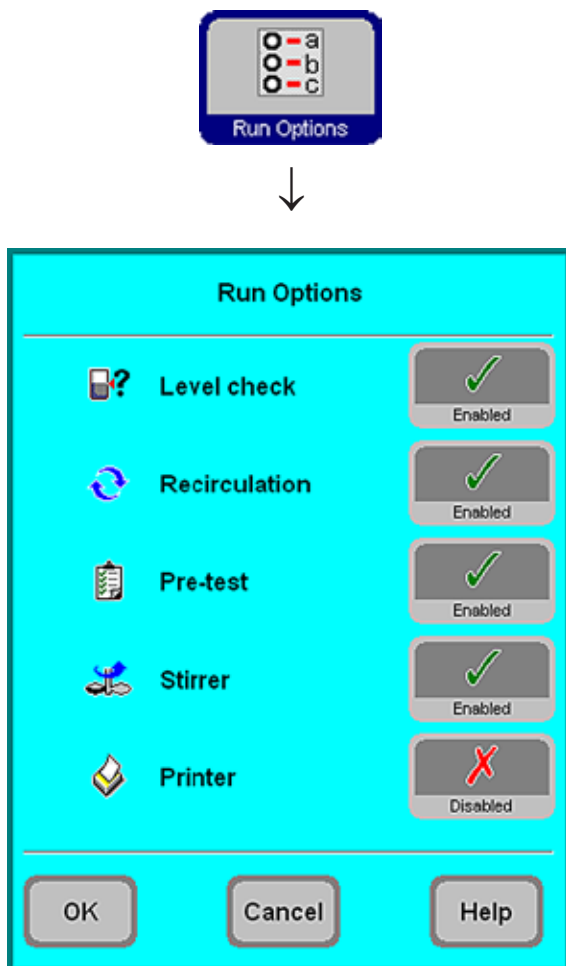 a
b
c
Run Options
Run Options
Level check
Enabled
Recirculation
Enabled
Pre-test
Enabled
Stirrer
Enabled
Printer
Disabled
OK Cancel Help